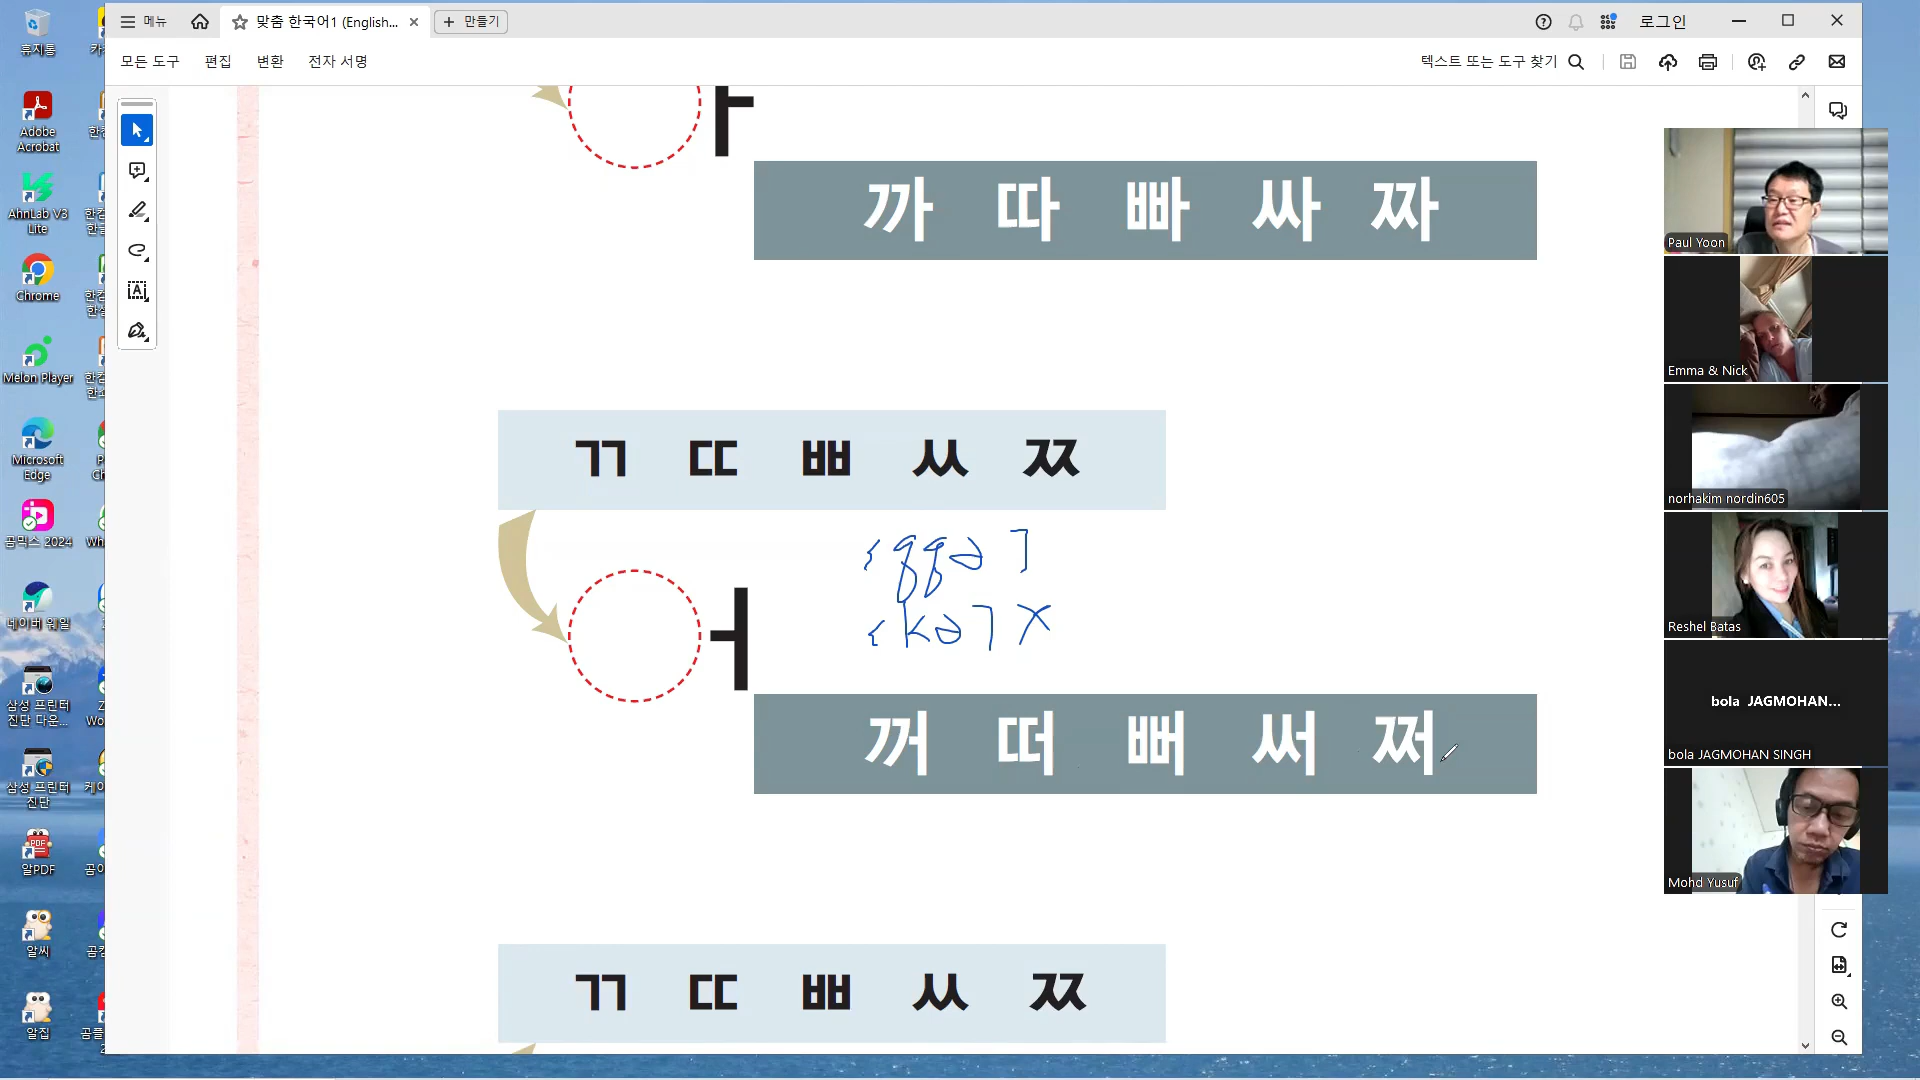 메뉴
맞춤 한국어1 (English...
만들기
로그인
모든 도구 편집 변환 전자 서명
텍스트 또는 도구 찾기
휴지통
Adobe Acrobat
AhnLab V3 Lite
Chrome
Melon Player
Microsoft Edge
곰믹스 2024
네이버 웨일
삼성 프린터 진단 다운...
삼성 프린터 진단
알PDF
알씨
알집
ㅏ
까 따 빠 싸 짜
ㄲ ㄸ ㅃ ㅆ ㅉ
[ggə]
[kə] X
ㅓ
꺼 떠 뻐 써 쩌
ㄲ ㄸ ㅃ ㅆ ㅉ
Paul Yoon
Emma & Nick
norhakim nordin605
Reshel Batas
bola JAGMOHAN...
bola JAGMOHAN SINGH
Mohd Yusuf